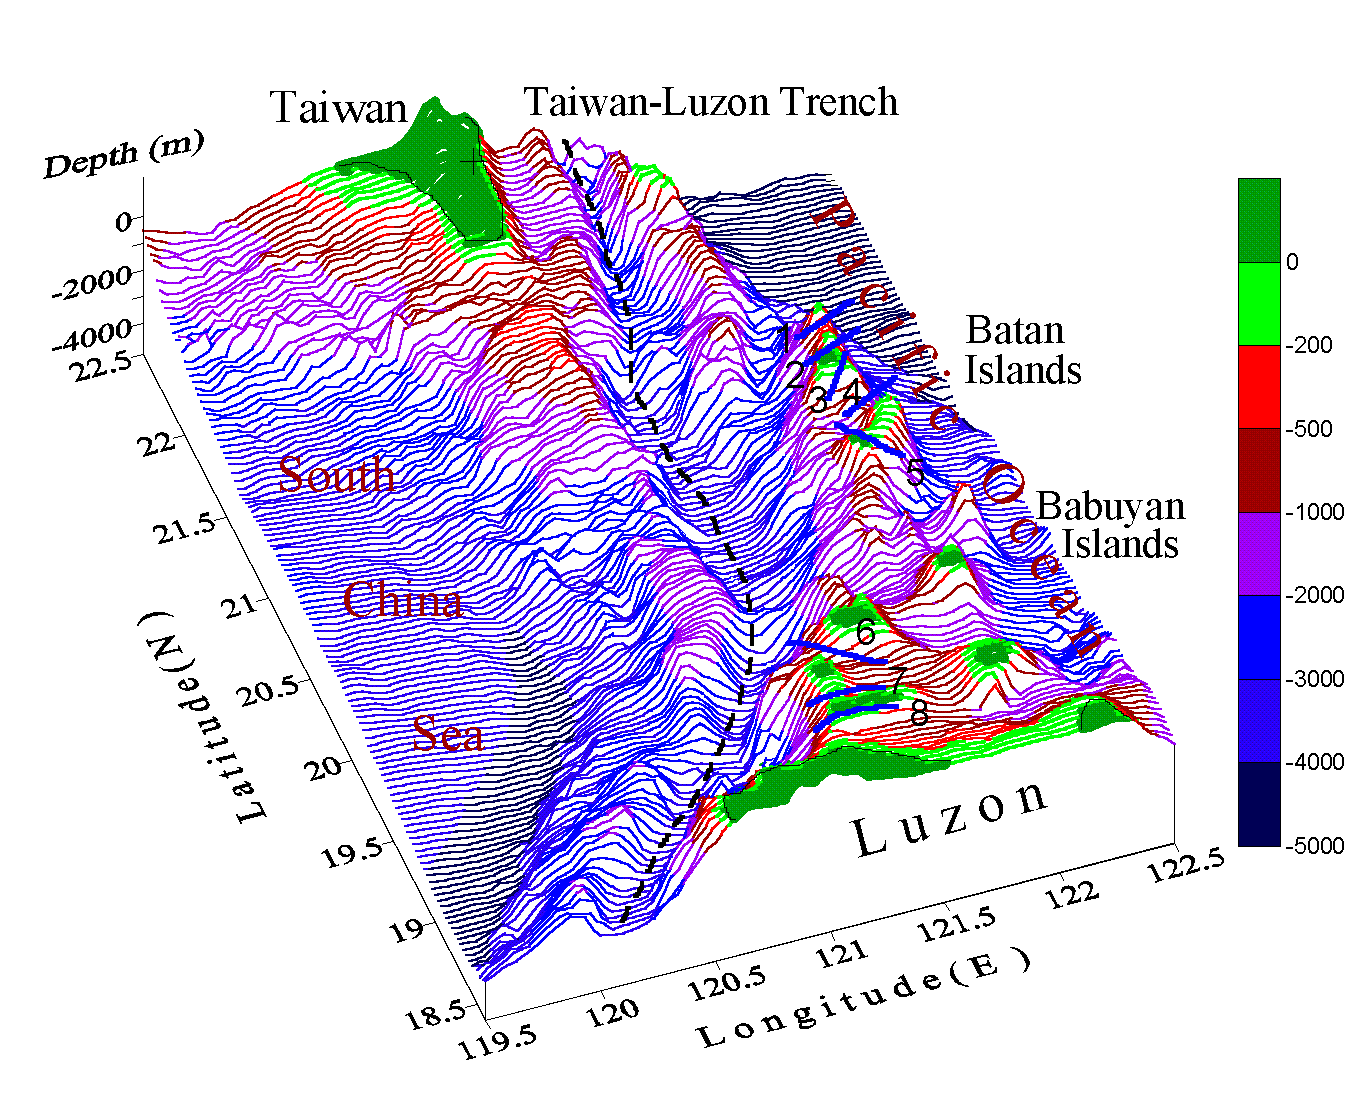 Taiwan
Taiwan-Luzon Trench
Depth (m)
0
-2000
-4000
22.5
22
21.5
21
20.5
20
19.5
19
18.5
Latitude(N)
119.5
120
120.5
121
121.5
122
122.5
Longitude(E )
South
China
Sea
Pacific Ocean
Batan
Islands
Babuyan
Islands
Luzon
1
2
3
4
5
6
7
8
0
-200
-500
-1000
-2000
-3000
-4000
-5000